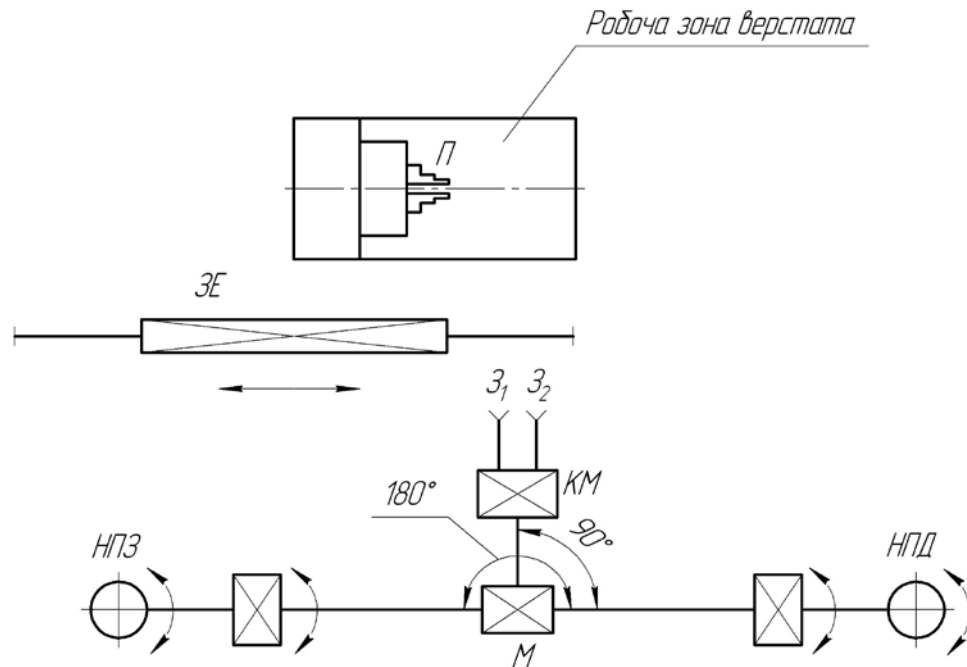 Робоча зона верстата
П
ЗЕ
З₁ З₂
КМ
180°
90°
НПЗ
НПД
М